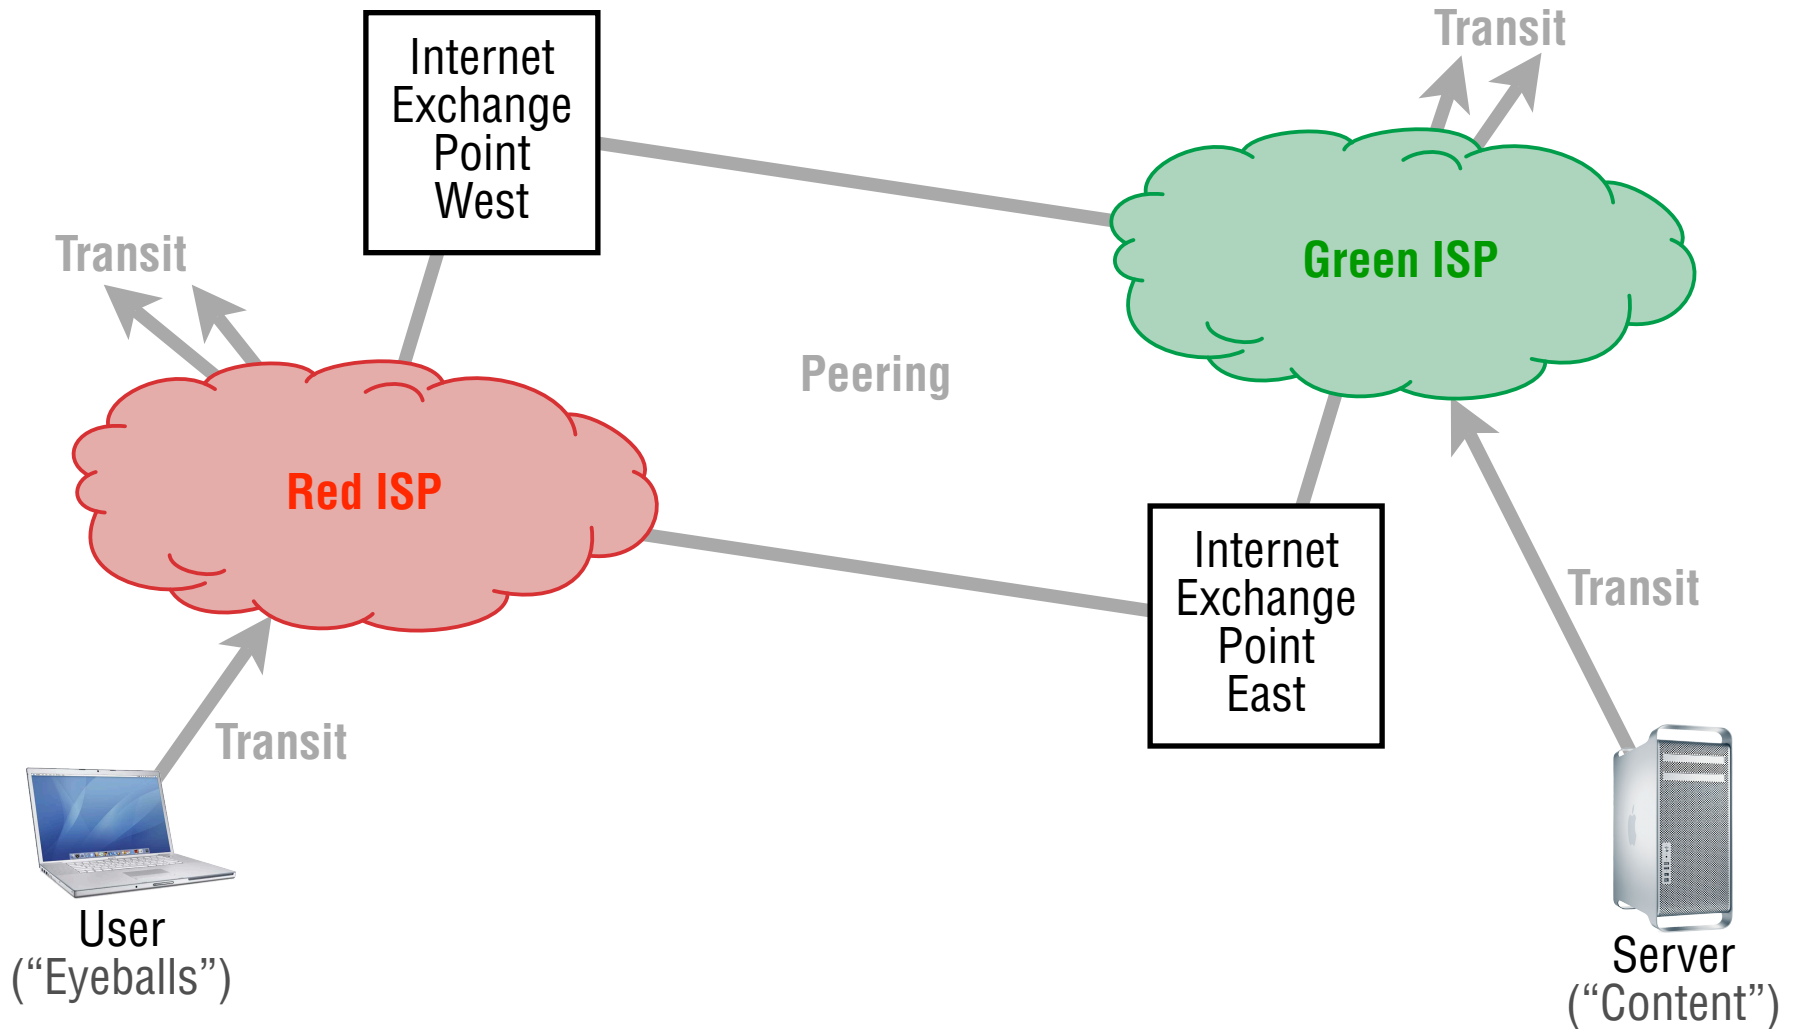 Internet
Exchange
Point
West
Transit
Transit
Green ISP
Peering
Red ISP
Internet
Exchange
Point
East
Transit
Transit
User
(“Eyeballs”)
Server
(“Content”)